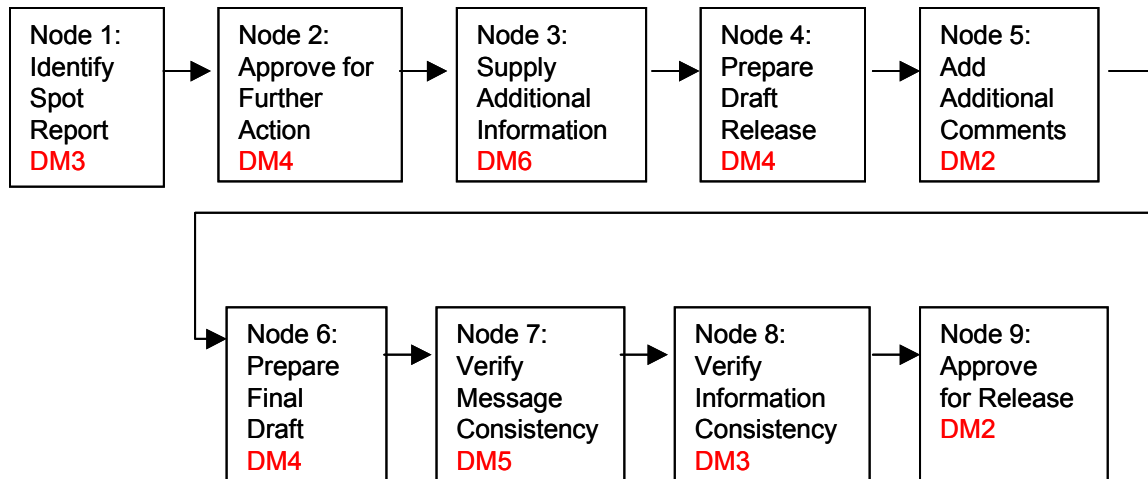 Node 1:
Identify
Spot
Report
DM3
Node 2:
Approve for
Further
Action
DM4
Node 3:
Supply
Additional
Information
DM6
Node 4:
Prepare
Draft
Release
DM4
Node 5:
Add
Additional
Comments
DM2
Node 6:
Prepare
Final
Draft
DM4
Node 7:
Verify
Message
Consistency
DM5
Node 8:
Verify
Information
Consistency
DM3
Node 9:
Approve
for Release
DM2